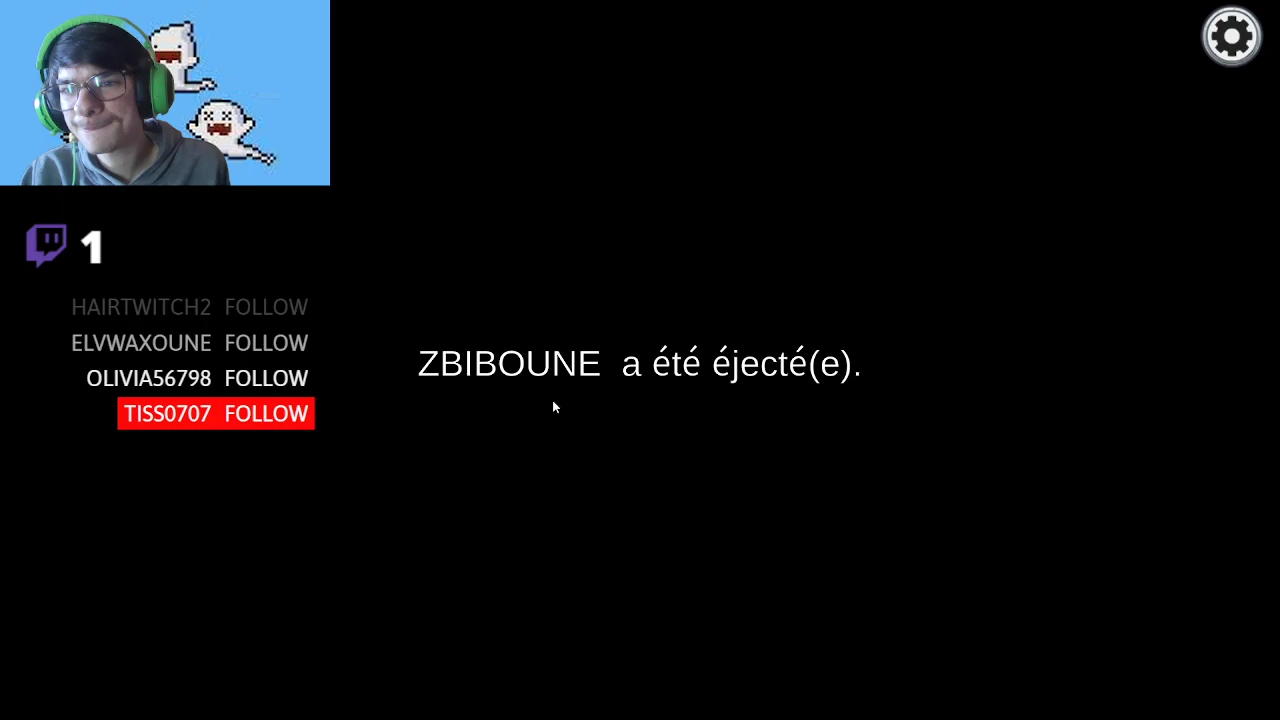 1
HAIRTWITCH2 FOLLOW
ELVWAXOUNE FOLLOW
OLIVIA56798 FOLLOW
TISS0707 FOLLOW
ZBIBOUNE a été éjecté(e).